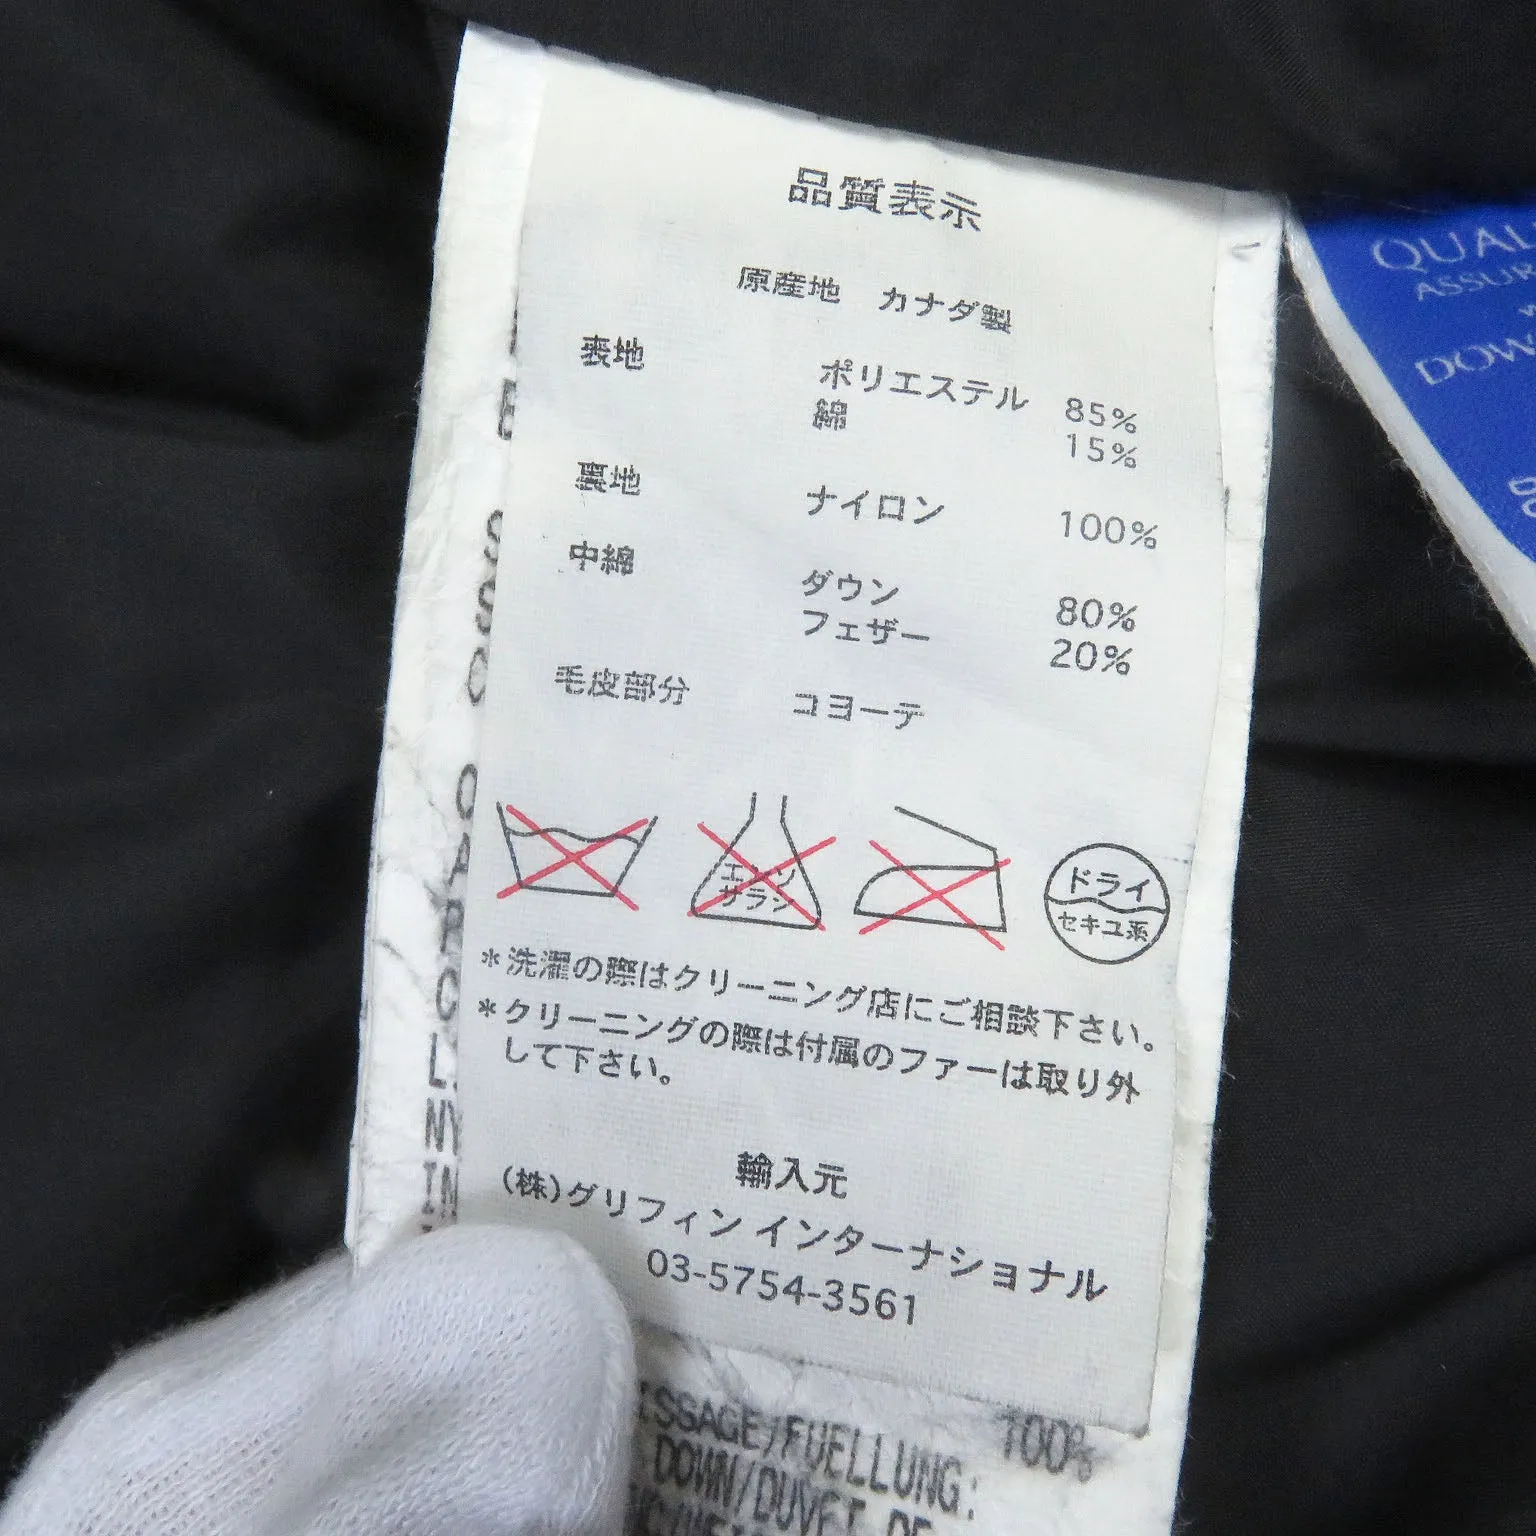 品質表示
原産地 カナダ製
表地 ポリエステル 85%
綿 15%
裏地 ナイロン 100%
中綿 ダウン 80%
フェザー 20%
毛皮部分 コヨーテ
エンソ
サラシ
ドライ
セキユ系
*洗濯の際はクリーニング店にご相談下さい。
*クリーニングの際は付属のファーは取り外
して下さい。
輸入元
(株)グリフィン インターナショナル
03-5754-3561
100%
SSAGE/FUELLUNG:
DOWN/DUVET DE
QUAL
ASSUR
DOW